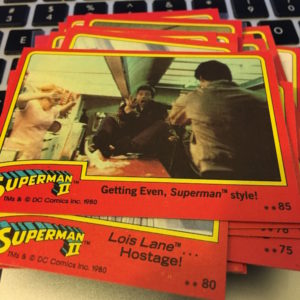 SUPERMAN II
Getting Even, Superman™ style!
TM & © DC Comics Inc. 1980
★★85
SUPERMAN II
Lois Lane™...
Hostage!
TM & © DC Comics Inc. 1980
★★80
★★76
★★75